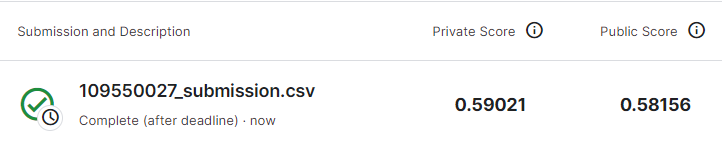 Submission and Description Private Score Public Score
109550027_submission.csv 0.59021 0.58156
Complete (after deadline) · now